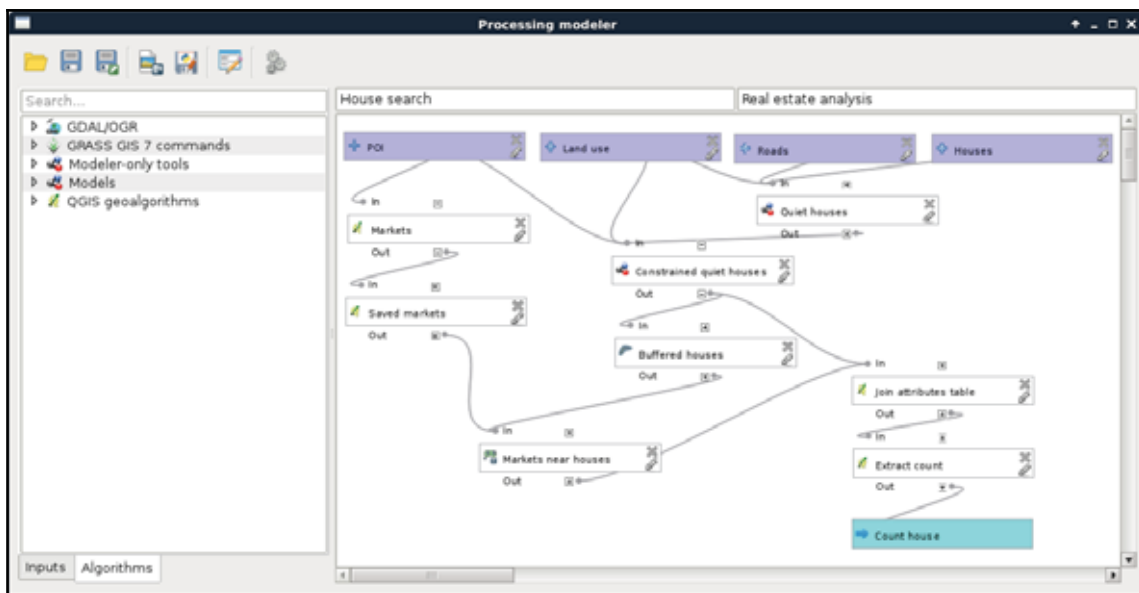 Processing modeler
Search...
House search
Real estate analysis
GDAL/OGR
GRASS GIS 7 commands
Modeler-only tools
Models
QGIS geoalgorithms
POI
Land use
Roads
Houses
In
In
Quiet houses
Out
Markets
Out
In
Constrained quiet houses
Out
In
Saved markets
Out
In
Buffered houses
Out
In
Join attributes table
Out
In
Markets near houses
Out
In
Extract count
Out
Count house
Inputs
Algorithms